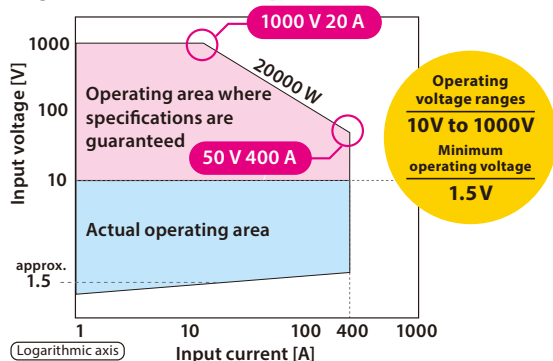 1000 V 20 A
Input voltage [V]
1000
100
10
approx.
1.5
20000 W
Operating area where
specifications are
guaranteed
50 V 400 A
Actual operating area
Operating
voltage ranges
10V to 1000V
Minimum
operating voltage
1.5 V
1
10
100
400
1000
Logarithmic axis
Input current [A]